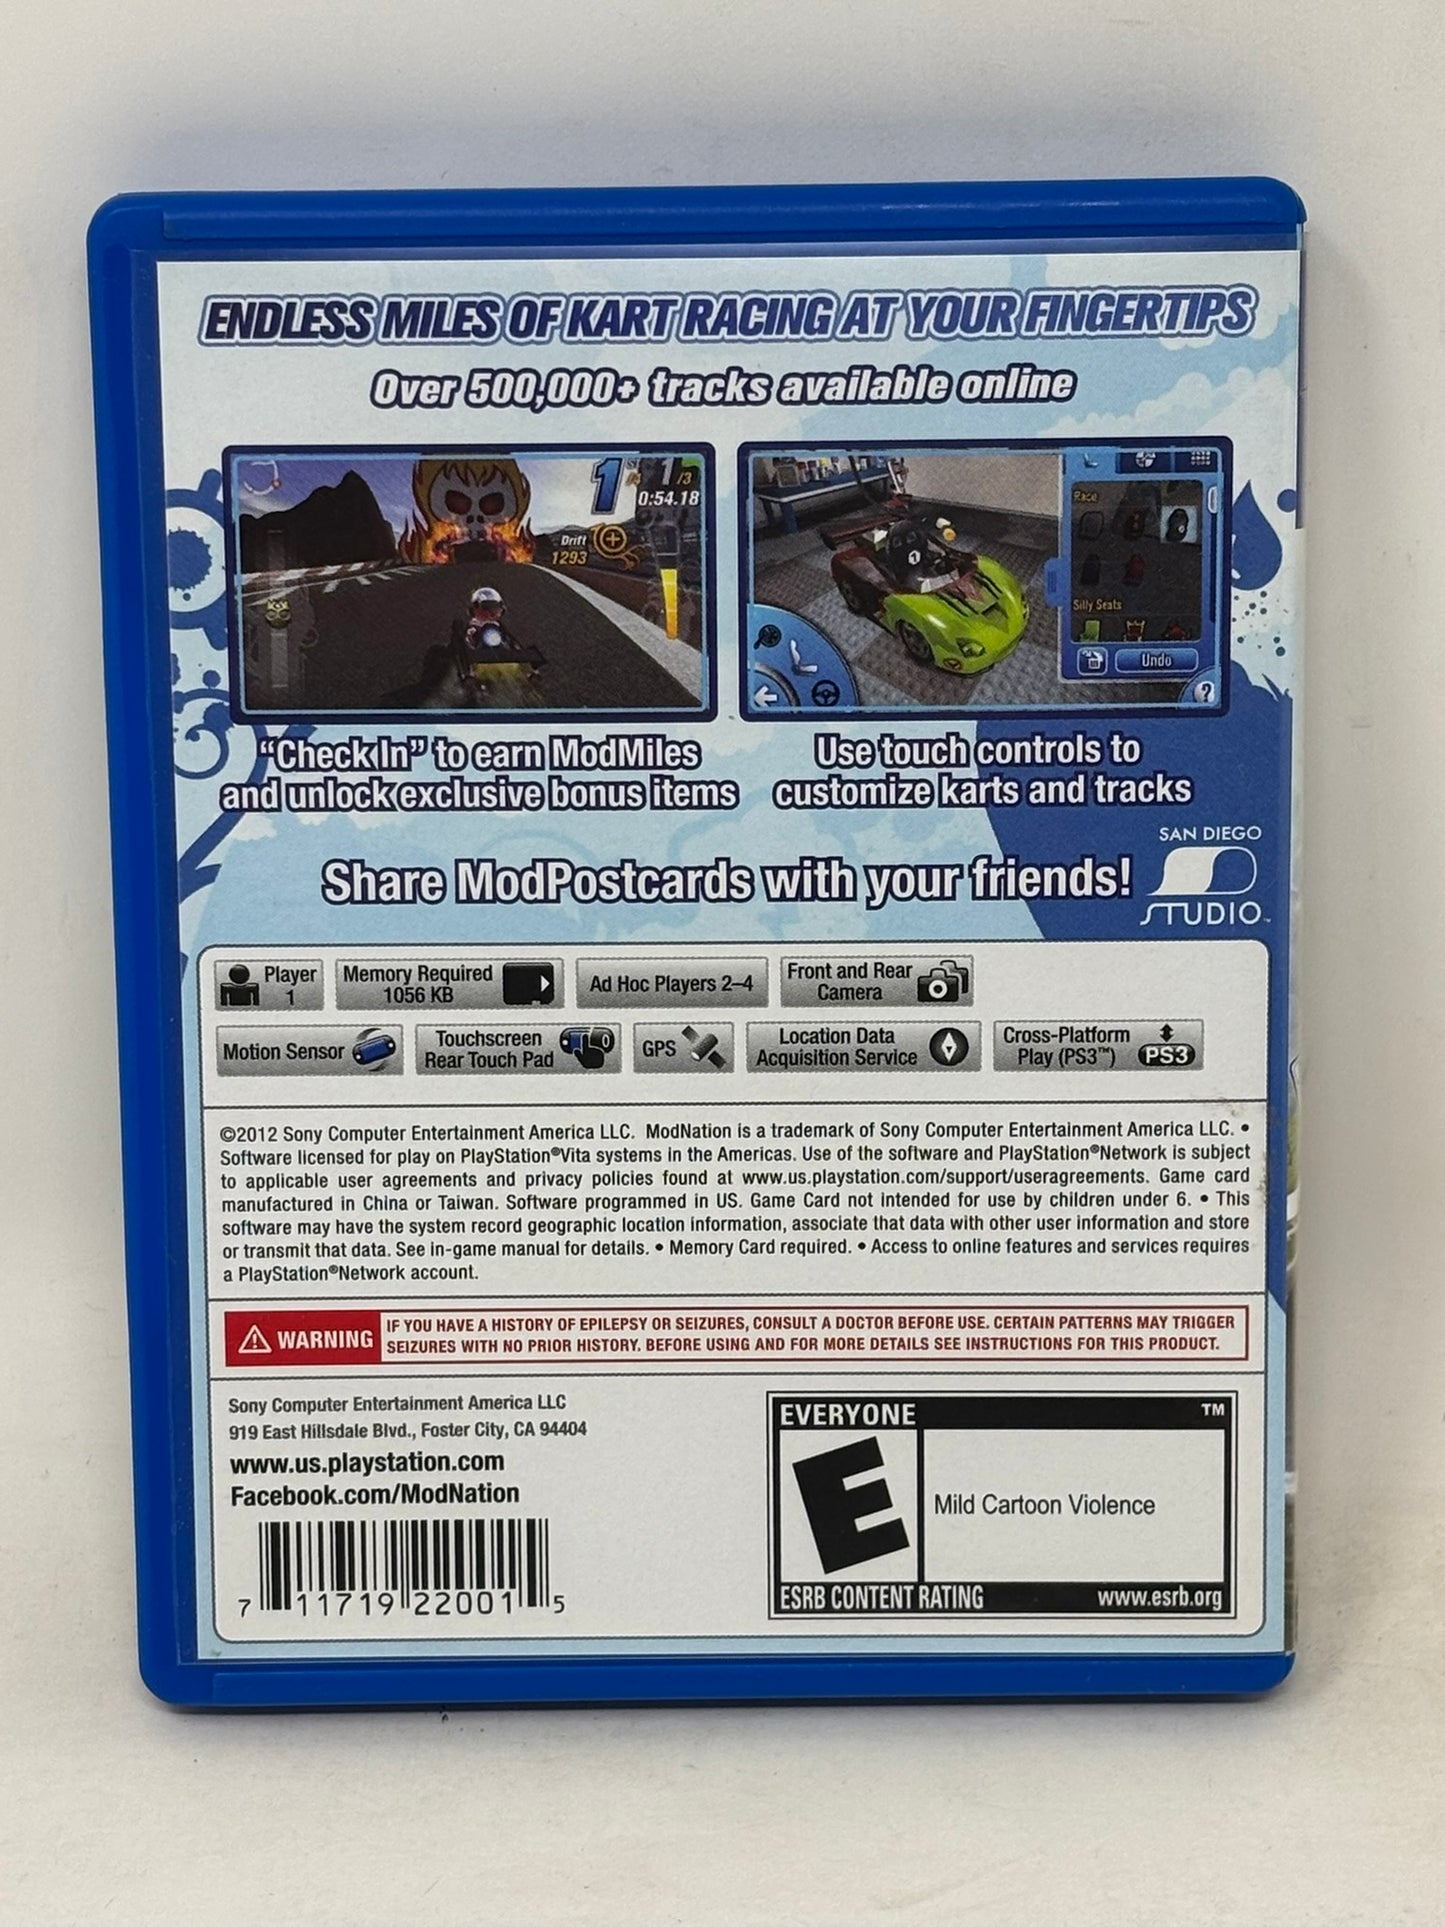 ENDLESS MILES OF KART RACING AT YOUR FINGERTIPS
Over 500,000+ tracks available online
1 1/3
0:54.18
Drift
1293
Race
Silly Seats
Undo
?
“Check In” to earn ModMiles
and unlock exclusive bonus items
Use touch controls to
customize karts and tracks
Share ModPostcards with your friends!
SAN DIEGO
STUDIO™
Player
1
Memory Required
1056 KB
Ad Hoc Players 2–4
Front and Rear
Camera
Motion Sensor
Touchscreen
Rear Touch Pad
GPS
Location Data
Acquisition Service
Cross-Platform
Play (PS3™)
PS3
©2012 Sony Computer Entertainment America LLC. ModNation is a trademark of Sony Computer Entertainment America LLC. •
Software licensed for play on PlayStation®Vita systems in the Americas. Use of the software and PlayStation®Network is subject
to applicable user agreements and privacy policies found at www.us.playstation.com/support/useragreements. Game card
manufactured in China or Taiwan. Software programmed in US. Game Card not intended for use by children under 6. • This
software may have the system record geographic location information, associate that data with other user information and store
or transmit that data. See in-game manual for details. • Memory Card required. • Access to online features and services requires
a PlayStation®Network account.
WARNING
IF YOU HAVE A HISTORY OF EPILEPSY OR SEIZURES, CONSULT A DOCTOR BEFORE USE. CERTAIN PATTERNS MAY TRIGGER
SEIZURES WITH NO PRIOR HISTORY. BEFORE USING AND FOR MORE DETAILS SEE INSTRUCTIONS FOR THIS PRODUCT.
Sony Computer Entertainment America LLC
919 East Hillsdale Blvd., Foster City, CA 94404
www.us.playstation.com
Facebook.com/ModNation
7 11719 22001 5
EVERYONE ™
E
Mild Cartoon Violence
ESRB CONTENT RATING www.esrb.org